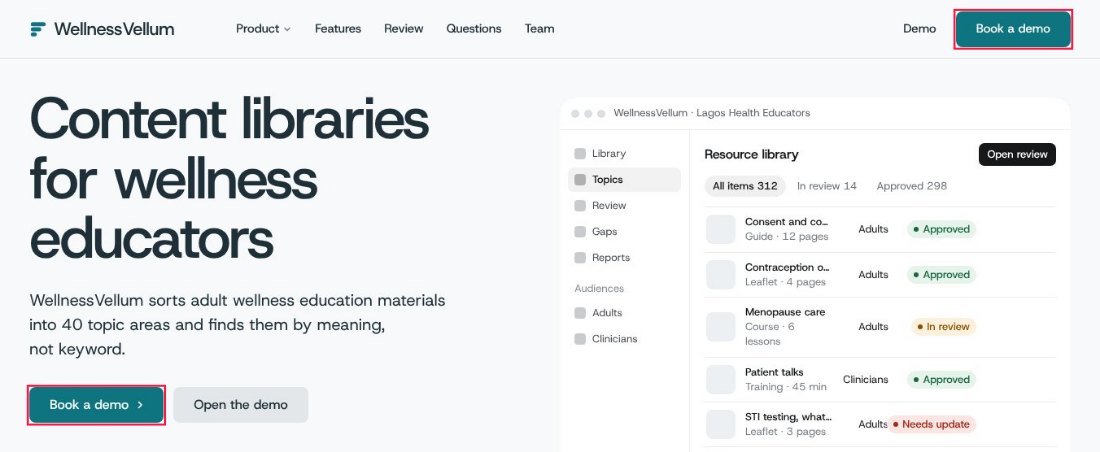 WellnessVellum
Product
Features
Review
Questions
Team
Demo
Book a demo
Content libraries
for wellness
educators
WellnessVellum sorts adult wellness education materials
into 40 topic areas and finds them by meaning,
not keyword.
Book a demo
Open the demo
WellnessVellum · Lagos Health Educators
Library
Topics
Review
Gaps
Reports
Audiences
Adults
Clinicians
Resource library
Open review
All items 312
In review 14
Approved 298
Consent and co...
Guide · 12 pages
Adults
Approved
Contraception o...
Leaflet · 4 pages
Adults
Approved
Menopause care
Course · 6
lessons
Adults
In review
Patient talks
Training · 45 min
Clinicians
Approved
STI testing, what...
Leaflet · 3 pages
Adults
Needs update